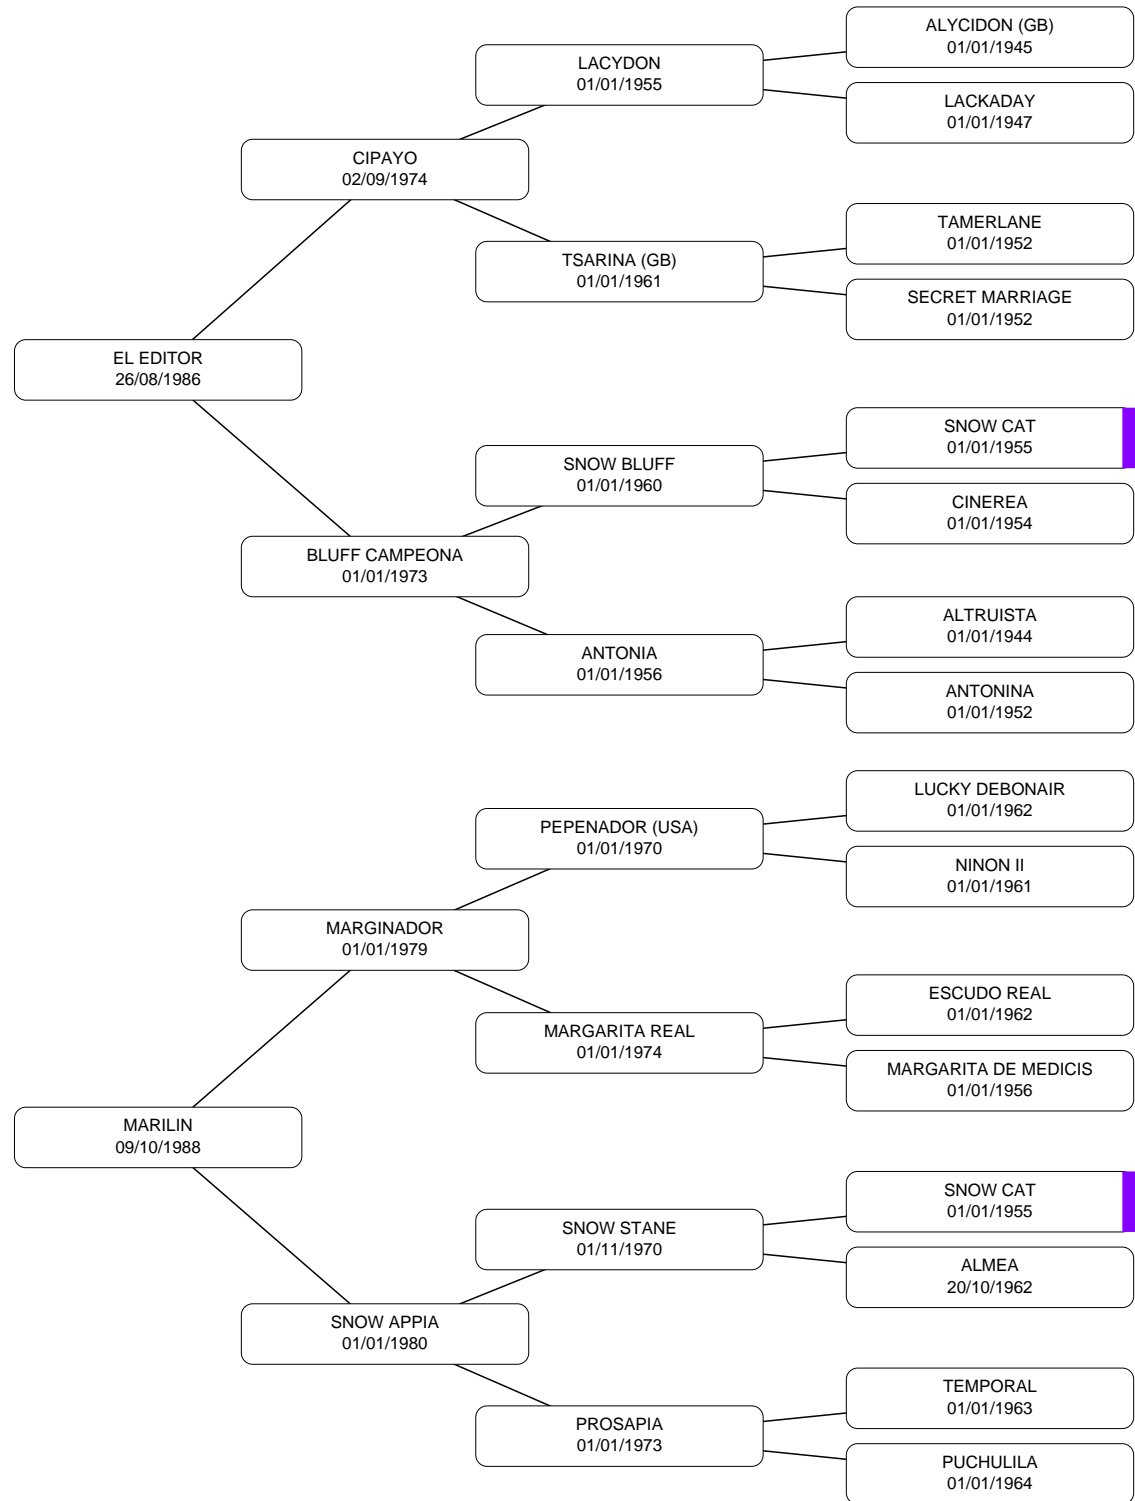 ALYCIDON (GB)
01/01/1945
LACYDON
01/01/1955
LACKADAY
01/01/1947
CIPAYO
02/09/1974
TAMERLANE
01/01/1952
TSARINA (GB)
01/01/1961
SECRET MARRIAGE
01/01/1952
EL EDITOR
26/08/1986
SNOW CAT
01/01/1955
SNOW BLUFF
01/01/1960
CINEREA
01/01/1954
BLUFF CAMPEONA
01/01/1973
ALTRUISTA
01/01/1944
ANTONIA
01/01/1956
ANTONINA
01/01/1952
LUCKY DEBONAIR
01/01/1962
PEPENADOR (USA)
01/01/1970
NINON II
01/01/1961
MARGINADOR
01/01/1979
ESCUDO REAL
01/01/1962
MARGARITA REAL
01/01/1974
MARGARITA DE MEDICIS
01/01/1956
MARILIN
09/10/1988
SNOW CAT
01/01/1955
SNOW STANE
01/11/1970
ALMEA
20/10/1962
SNOW APPIA
01/01/1980
TEMPORAL
01/01/1963
PROSAPIA
01/01/1973
PUCHULILA
01/01/1964